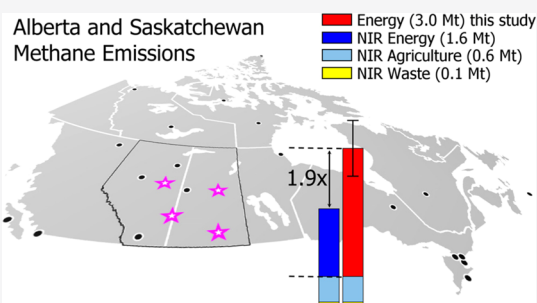 Alberta and Saskatchewan
Methane Emissions
Energy (3.0 Mt) this study
NIR Energy (1.6 Mt)
NIR Agriculture (0.6 Mt)
NIR Waste (0.1 Mt)
1.9x